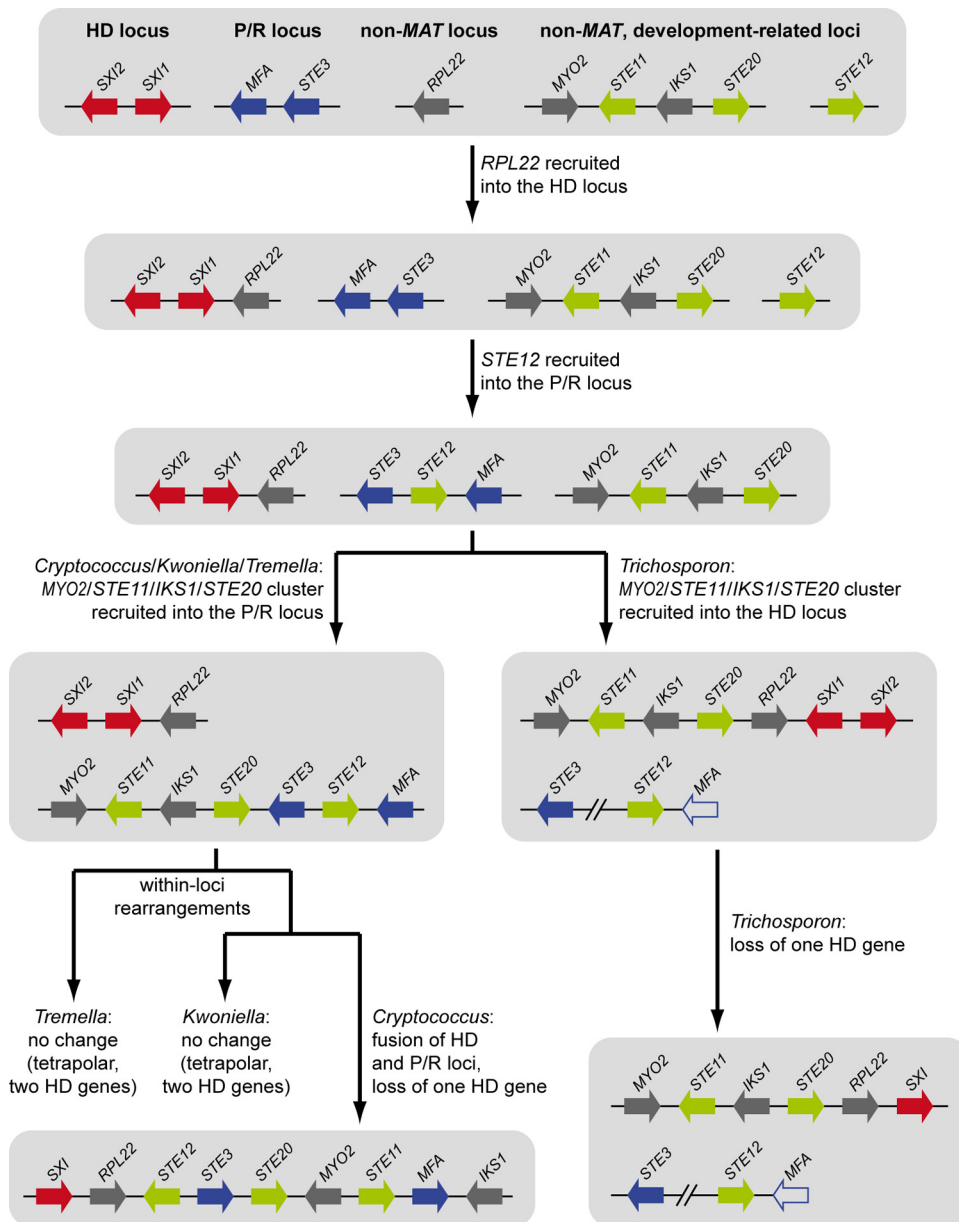 HD locus P/R locus non-MAT locus non-MAT, development-related loci
SXI2 SXI1 MFA STE3 RPL22 MYO2 STE11 IKS1 STE20 STE12
RPL22 recruited
into the HD locus
SXI2 SXI1 RPL22 MFA STE3 MYO2 STE11 IKS1 STE20 STE12
STE12 recruited
into the P/R locus
SXI2 SXI1 RPL22 STE3 STE12 MFA MYO2 STE11 IKS1 STE20
Cryptococcus/Kwoniella/Tremella:
MYO2/STE11/IKS1/STE20 cluster
recruited into the P/R locus
Trichosporon:
MYO2/STE11/IKS1/STE20 cluster
recruited into the HD locus
SXI2 SXI1 RPL22
MYO2 STE11 IKS1 STE20 STE3 STE12 MFA
MYO2 STE11 IKS1 STE20 RPL22 SXI1 SXI2
STE3 STE12 MFA
within-loci
rearrangements
Trichosporon:
loss of one HD gene
Tremella:
no change
(tetrapolar,
two HD genes)
Kwoniella:
no change
(tetrapolar,
two HD genes)
Cryptococcus:
fusion of HD
and P/R loci,
loss of one HD gene
SXI RPL22 STE12 STE3 STE20 MYO2 STE11 MFA IKS1
MYO2 STE11 IKS1 STE20 RPL22 SXI
STE3 STE12 MFA